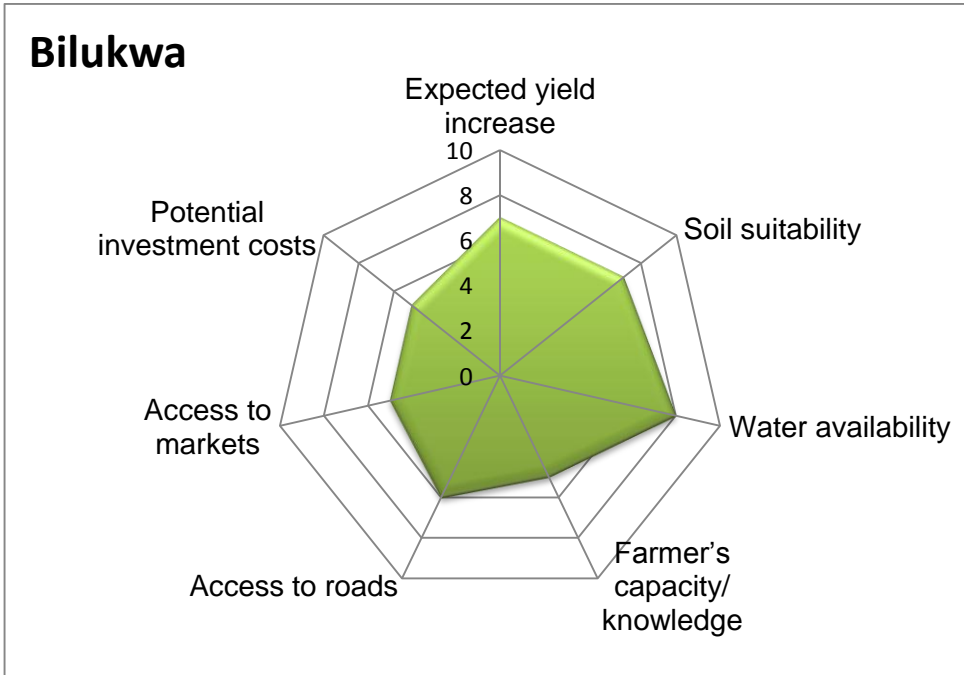 Bilukwa
Expected yield
increase
10
8
6
4
2
0
Soil suitability
Water availability
Farmer’s
capacity/
knowledge
Access to roads
Access to
markets
Potential
investment costs